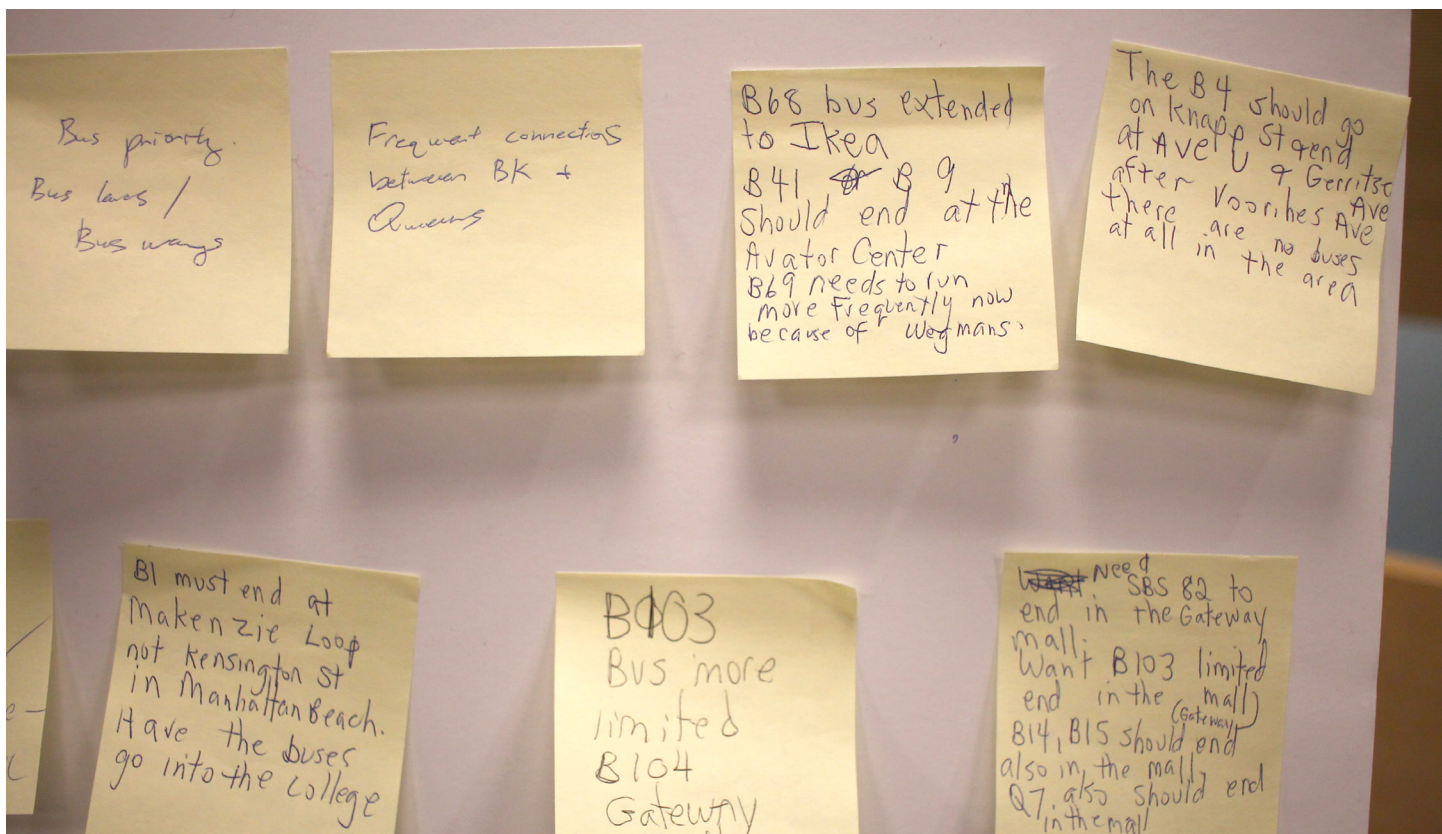 Bus priority.
Bus lanes /
Bus ways
Frequent connections
between BK +
Queens
B68 bus extended
to Ikea
B41 B9
should end at the
Avator Center
B69 needs to run
more Frequently now
because of Wegmans.
The B4 should go
on Knapp St & end
at Ave U & Gerritse
Ave
after Voorihes Ave
there are no buses
at all in the area
B1 must end at
Makenzie Loop
not Kensington St
in Manhattan Beach.
Have the buses
go into the college
B103
Bus more
limited
B104
Gateway
Need SBS 82 to
end in the Gateway
mall.
Want B103 limited
end in the mall
(Gateway)
B14, B15 should end
also in the mall,
Q7. also should end
in the mall